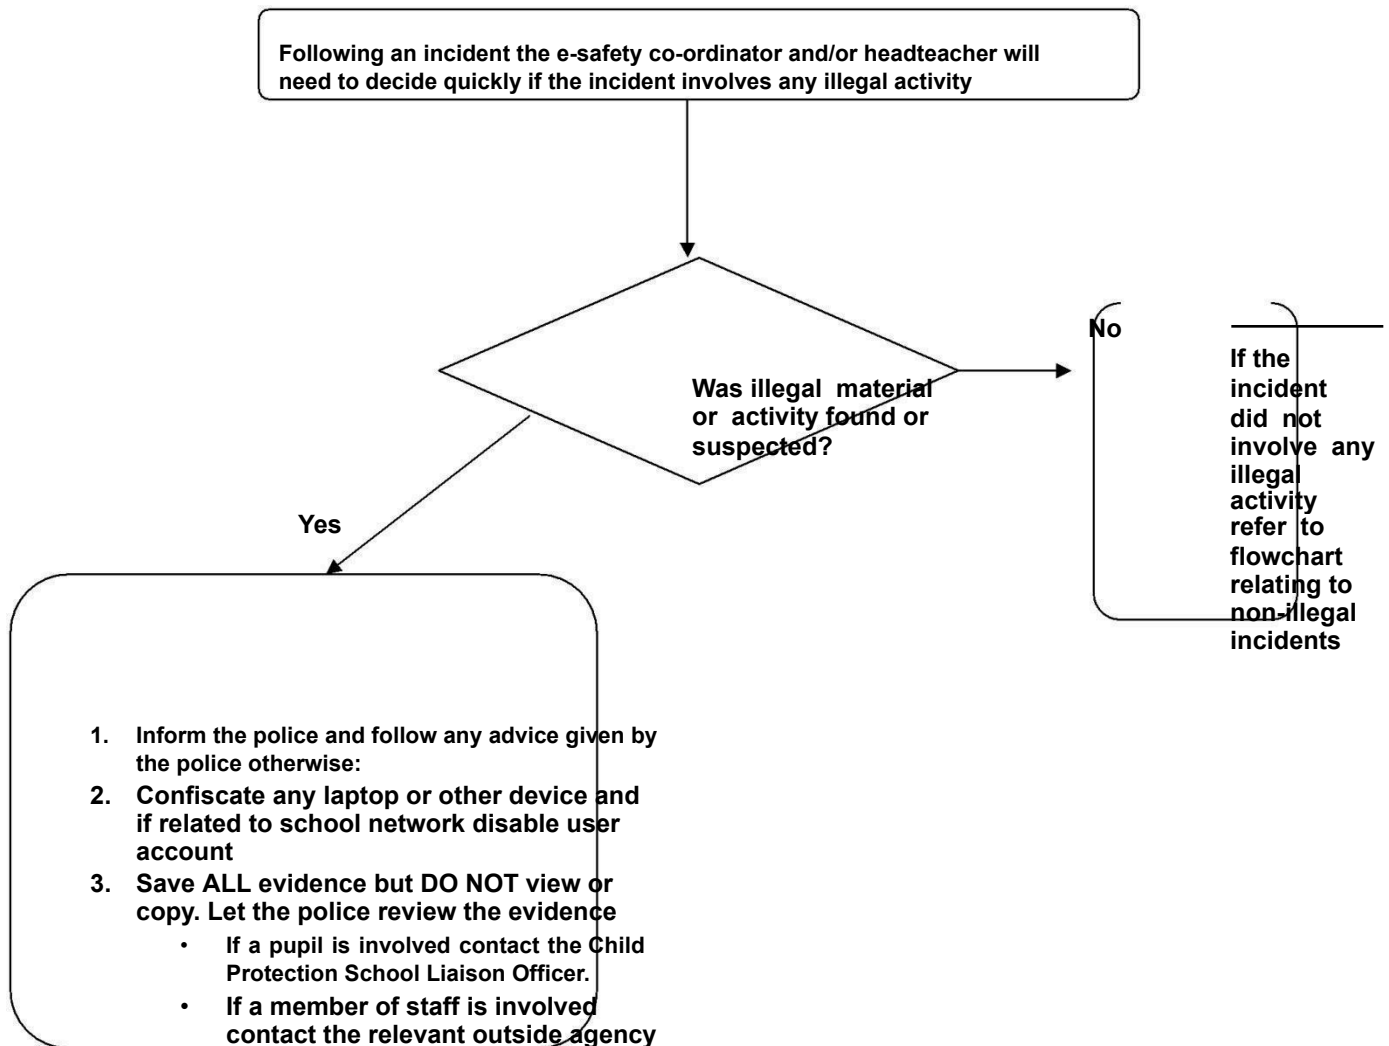 Following an incident the e-safety co-ordinator and/or headteacher will
need to decide quickly if the incident involves any illegal activity
Was illegal material
or activity found or
suspected?
No
If the
incident
did not
involve any
illegal
activity
refer to
flowchart
relating to
non-illegal
incidents
Yes
1. Inform the police and follow any advice given by
the police otherwise:
2. Confiscate any laptop or other device and
if related to school network disable user
account
3. Save ALL evidence but DO NOT view or
copy. Let the police review the evidence
• If a pupil is involved contact the Child
Protection School Liaison Officer.
• If a member of staff is involved
contact the relevant outside agency